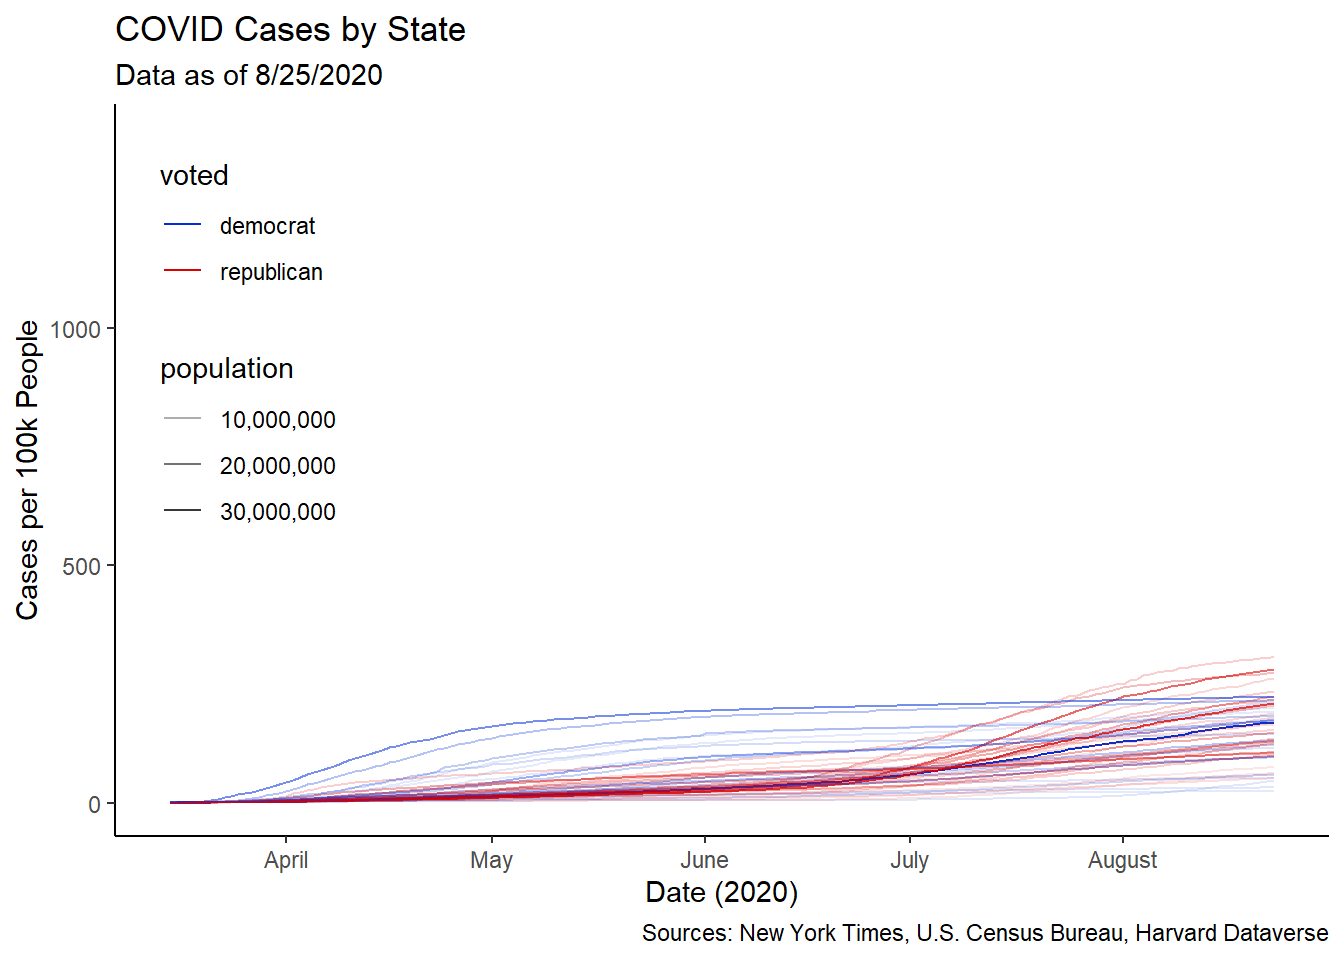 COVID Cases by State
Data as of 8/25/2020
voted
democrat
republican
population
10,000,000
20,000,000
30,000,000
Cases per 100k People
1000
500
0
April May June July August
Date (2020)
Sources: New York Times, U.S. Census Bureau, Harvard Dataverse